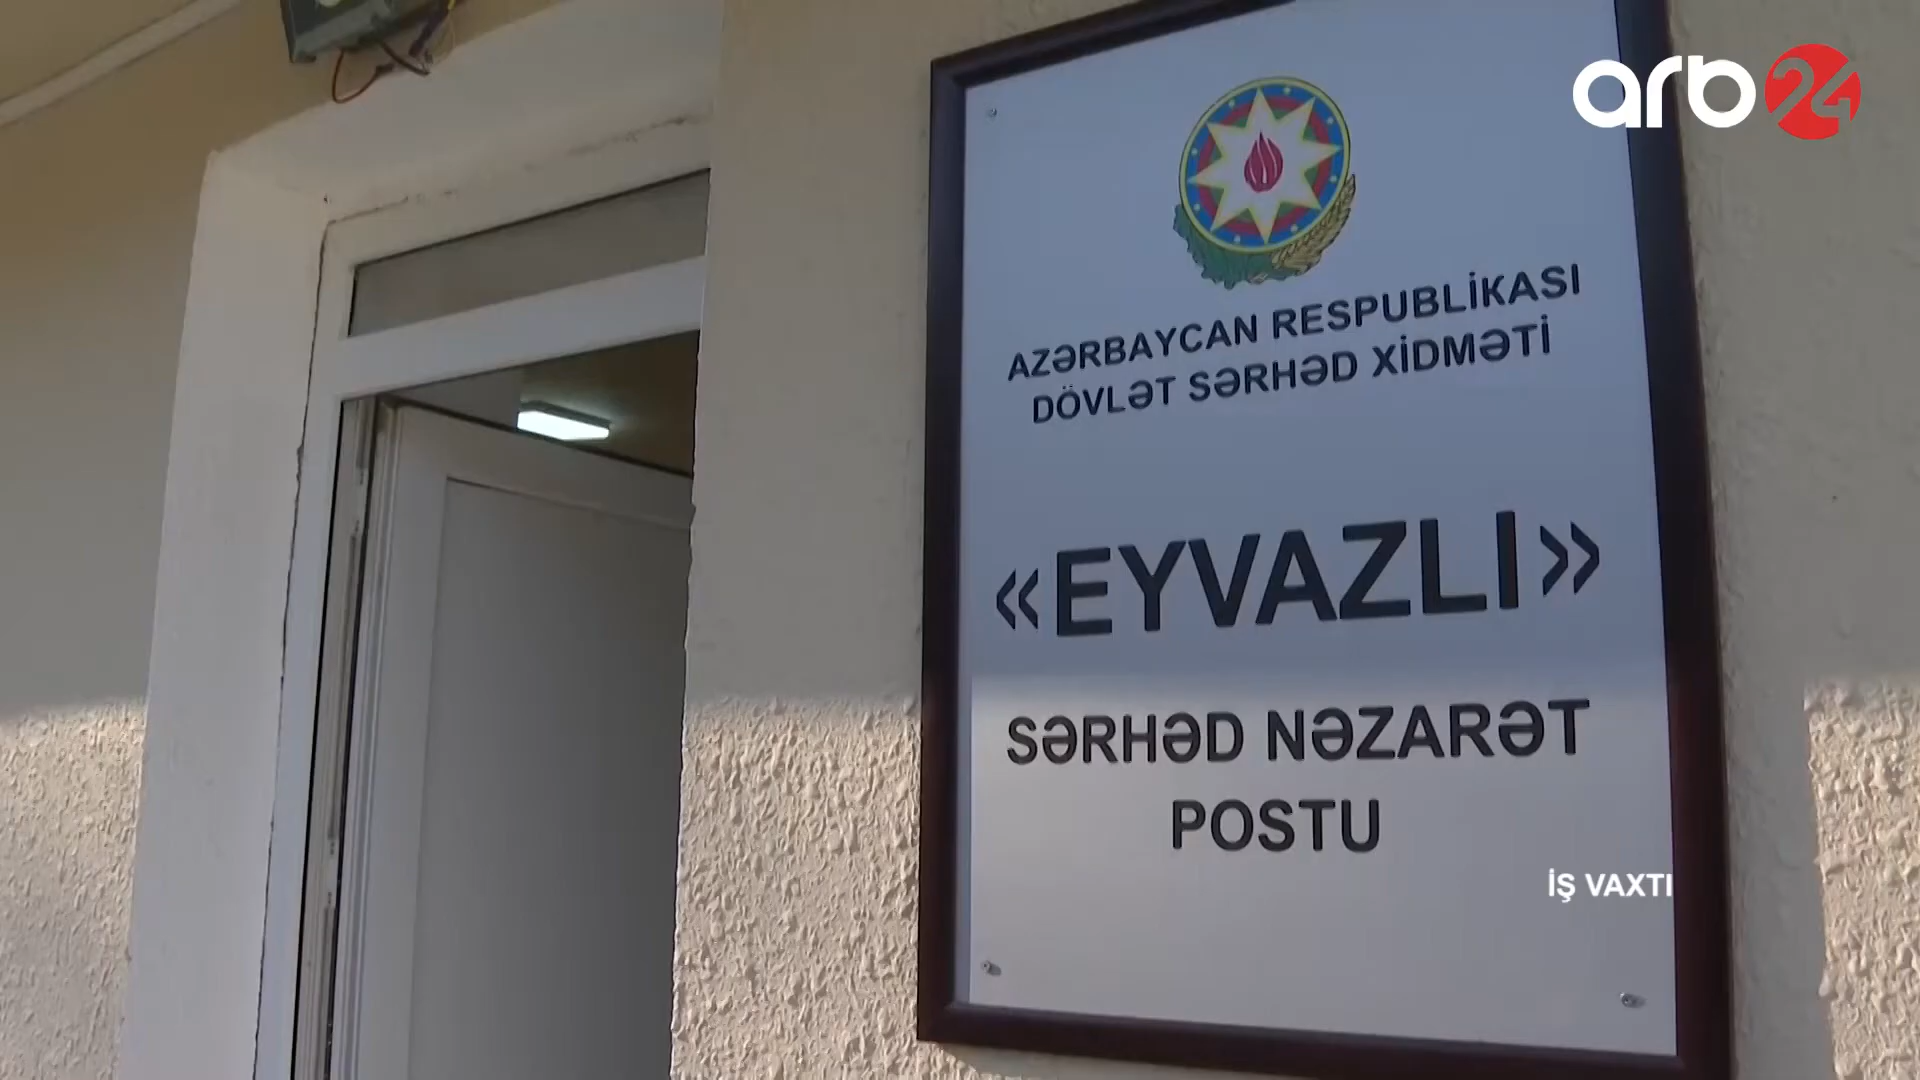 arb24
AZƏRBAYCAN RESPUBLİKASI
DÖVLƏT SƏRHƏD XİDMƏTİ
«EYVAZLI»
SƏRHƏD NƏZARƏT
POSTU
İŞ VAXTI